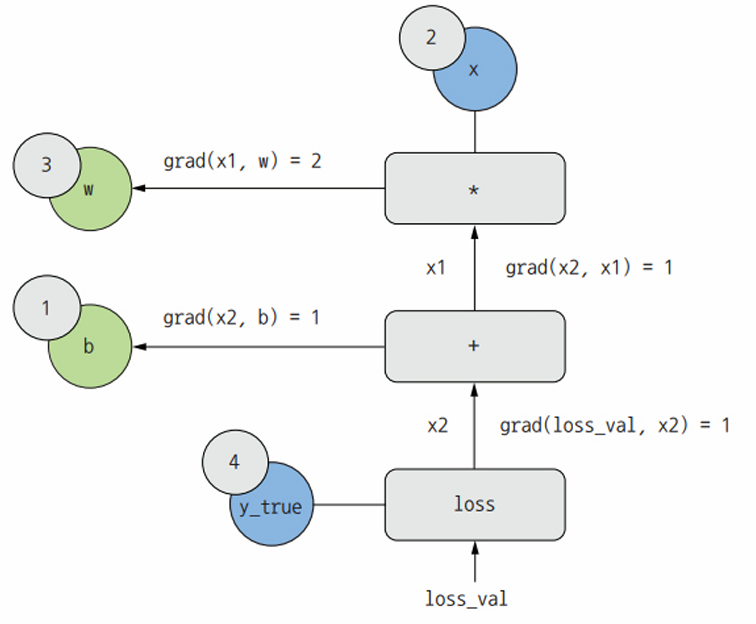 2
x
3
w
grad(x1, w) = 2
*
x1
grad(x2, x1) = 1
1
b
grad(x2, b) = 1
+
x2
grad(loss_val, x2) = 1
4
y_true
loss
loss_val